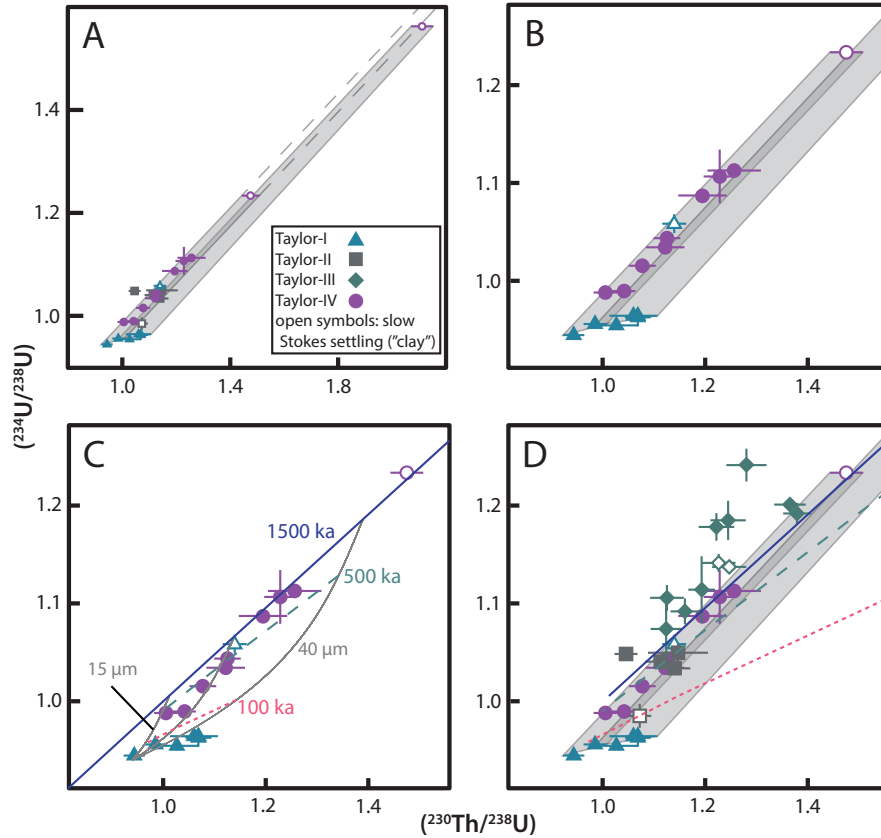 A
B
1.4
1.2
1.0
1.0
1.4
1.8
Taylor-I
Taylor-II
Taylor-III
Taylor-IV
open symbols: slow
Stokes settling ("clay")
1.2
1.1
1.0
1.0
1.2
1.4
(²³⁴U/²³⁸U)
C
1500 ka
500 ka
40 µm
15 µm
100 ka
1.2
1.1
1.0
1.0
1.2
1.4
D
1.2
1.1
1.0
1.0
1.2
1.4
(²³⁰Th/²³⁸U)